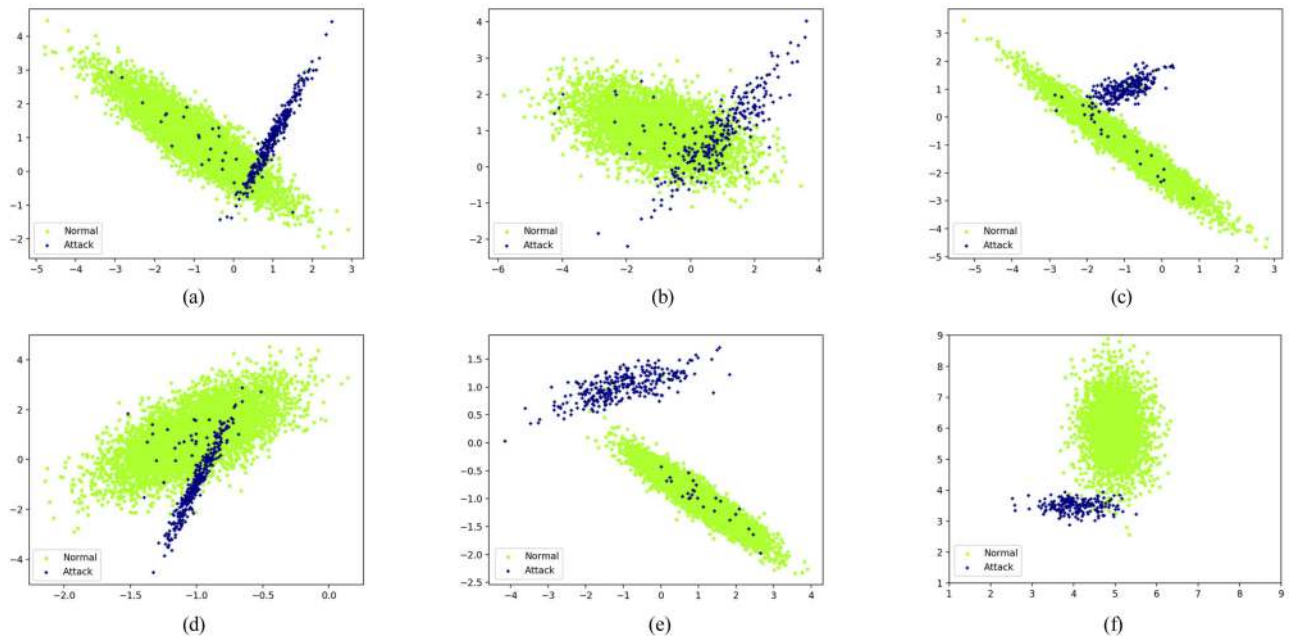 4
3
2
1
0
−1
−2
Normal
Attack
−5 −4 −3 −2 −1 0 1 2 3
(a)
4
3
2
1
0
−1
−2
Normal
Attack
−6 −4 −2 0 2 4
(b)
3
2
1
0
−1
−2
−3
−4
−5
Normal
Attack
−5 −4 −3 −2 −1 0 1 2 3
(c)
4
2
0
−2
−4
Normal
Attack
−2.0 −1.5 −1.0 −0.5 0.0
(d)
1.5
1.0
0.5
0.0
−0.5
−1.0
−1.5
−2.0
−2.5
Normal
Attack
−4 −3 −2 −1 0 1 2 3 4
(e)
9
8
7
6
5
4
3
2
1
Normal
Attack
1 2 3 4 5 6 7 8 9
(f)